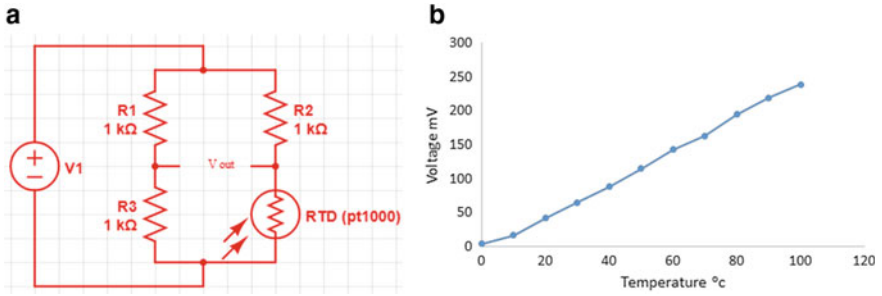 a
R1
1 kΩ
R2
1 kΩ
V1
V out
R3
1 kΩ
RTD (pt1000)
b
300
250
200
150
100
50
0
Voltage mV
0 20 40 60 80 100 120
Temperature °c